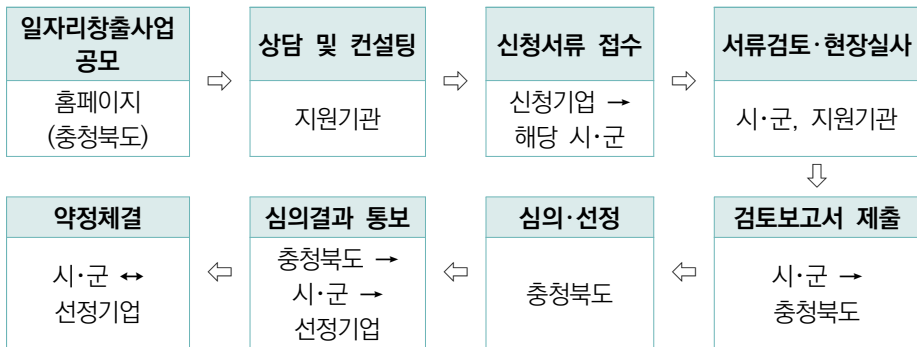 일자리창출사업
공모
홈페이지
(충청북도)
⇨
상담 및 컨설팅
지원기관
⇨
신청서류 접수
신청기업 →
해당 시·군
⇨
서류검토·현장실사
시·군, 지원기관
⇩
검토보고서 제출
시·군 →
충청북도
⇦
심의·선정
충청북도
⇦
심의결과 통보
충청북도 →
시·군 →
선정기업
⇦
약정체결
시·군 ↔
선정기업